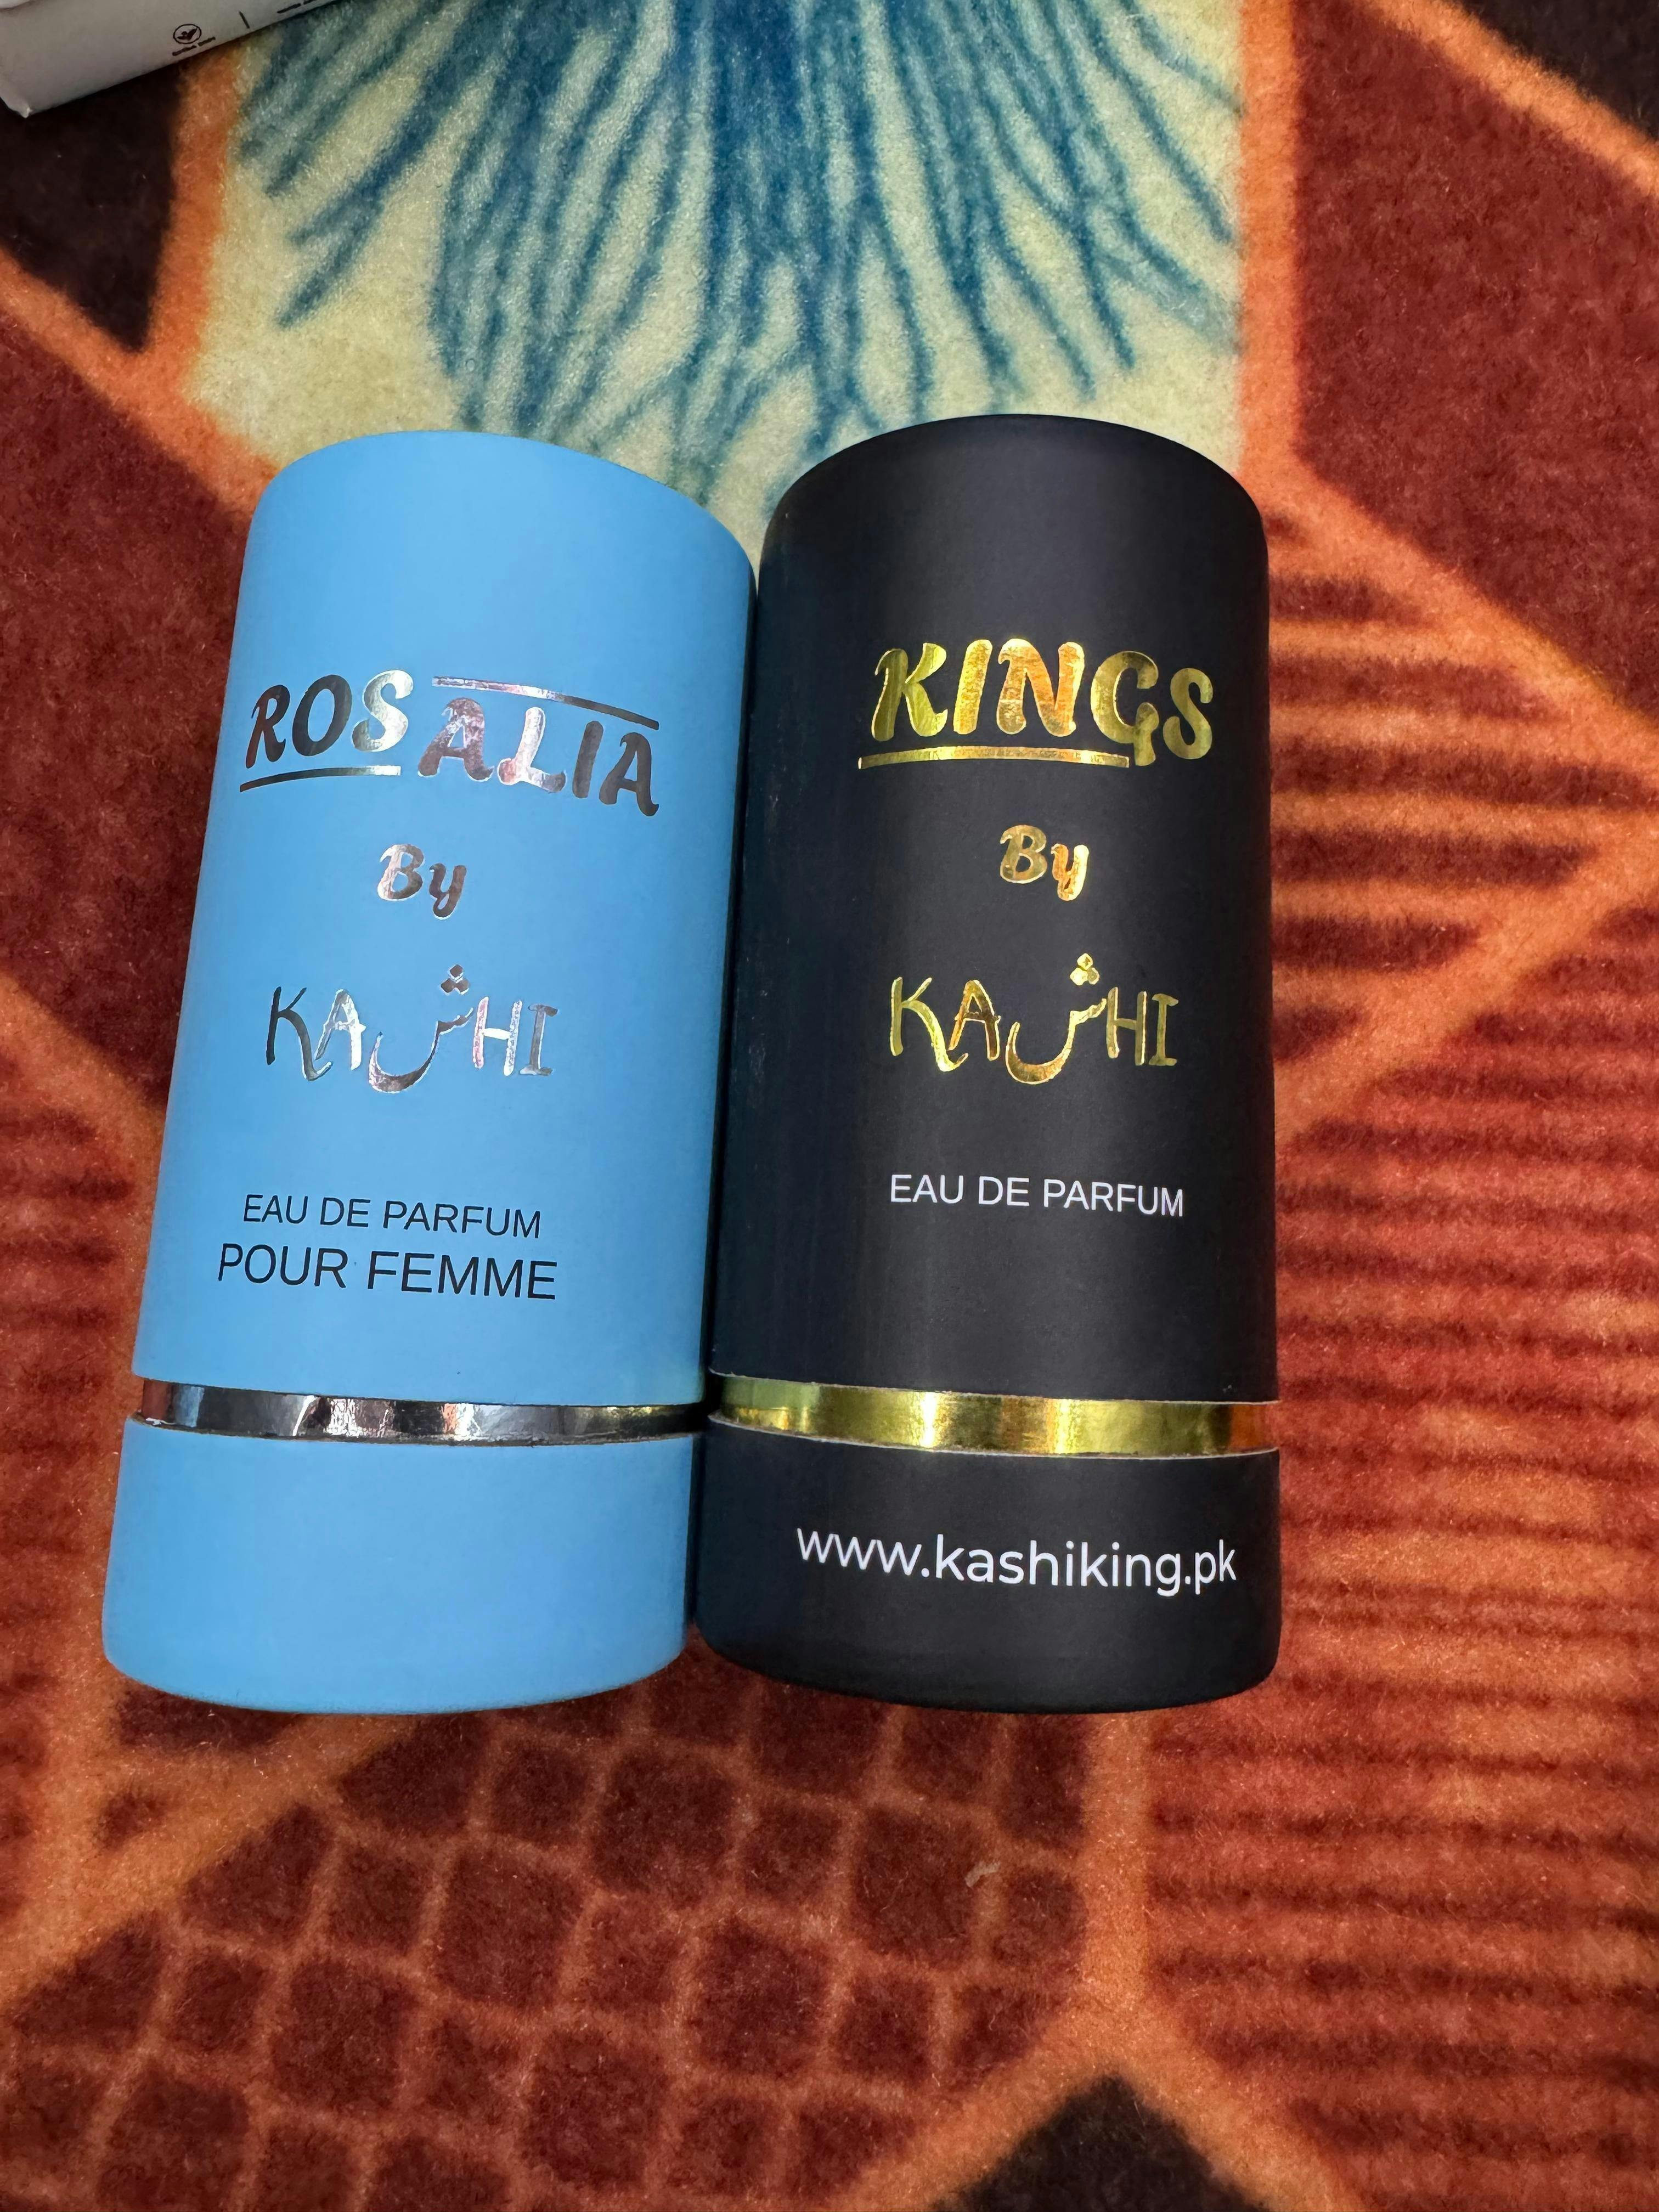 ROSALIA
By
KAشHI
EAU DE PARFUM
POUR FEMME
KINGS
By
KAشHI
EAU DE PARFUM
www.kashiking.pk